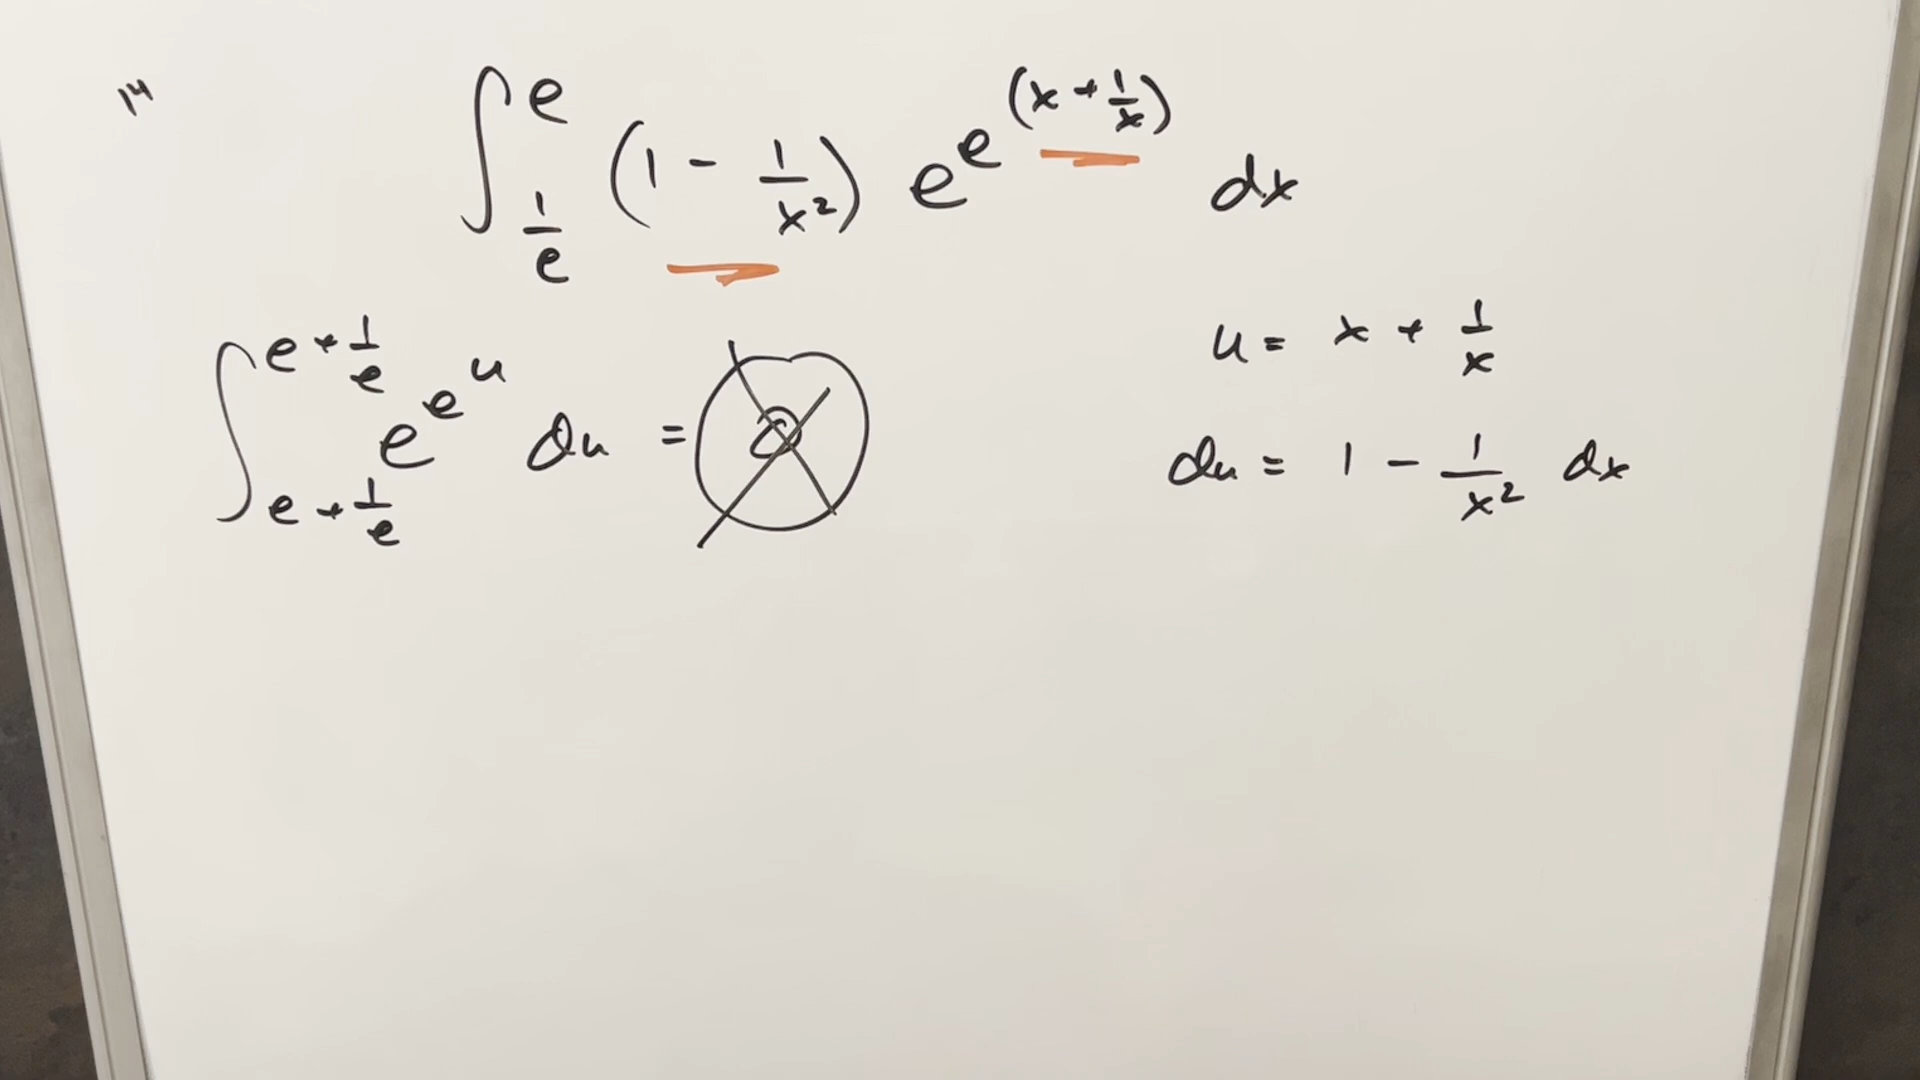 14
∫_{1/e}^{e} (1 - 1/x²) e^{e^{(x + 1/x)}} dx
∫_{e + 1/e}^{e + 1/e} e^{e^{u}} du = 0
u = x + 1/x
du = 1 - 1/x² dx